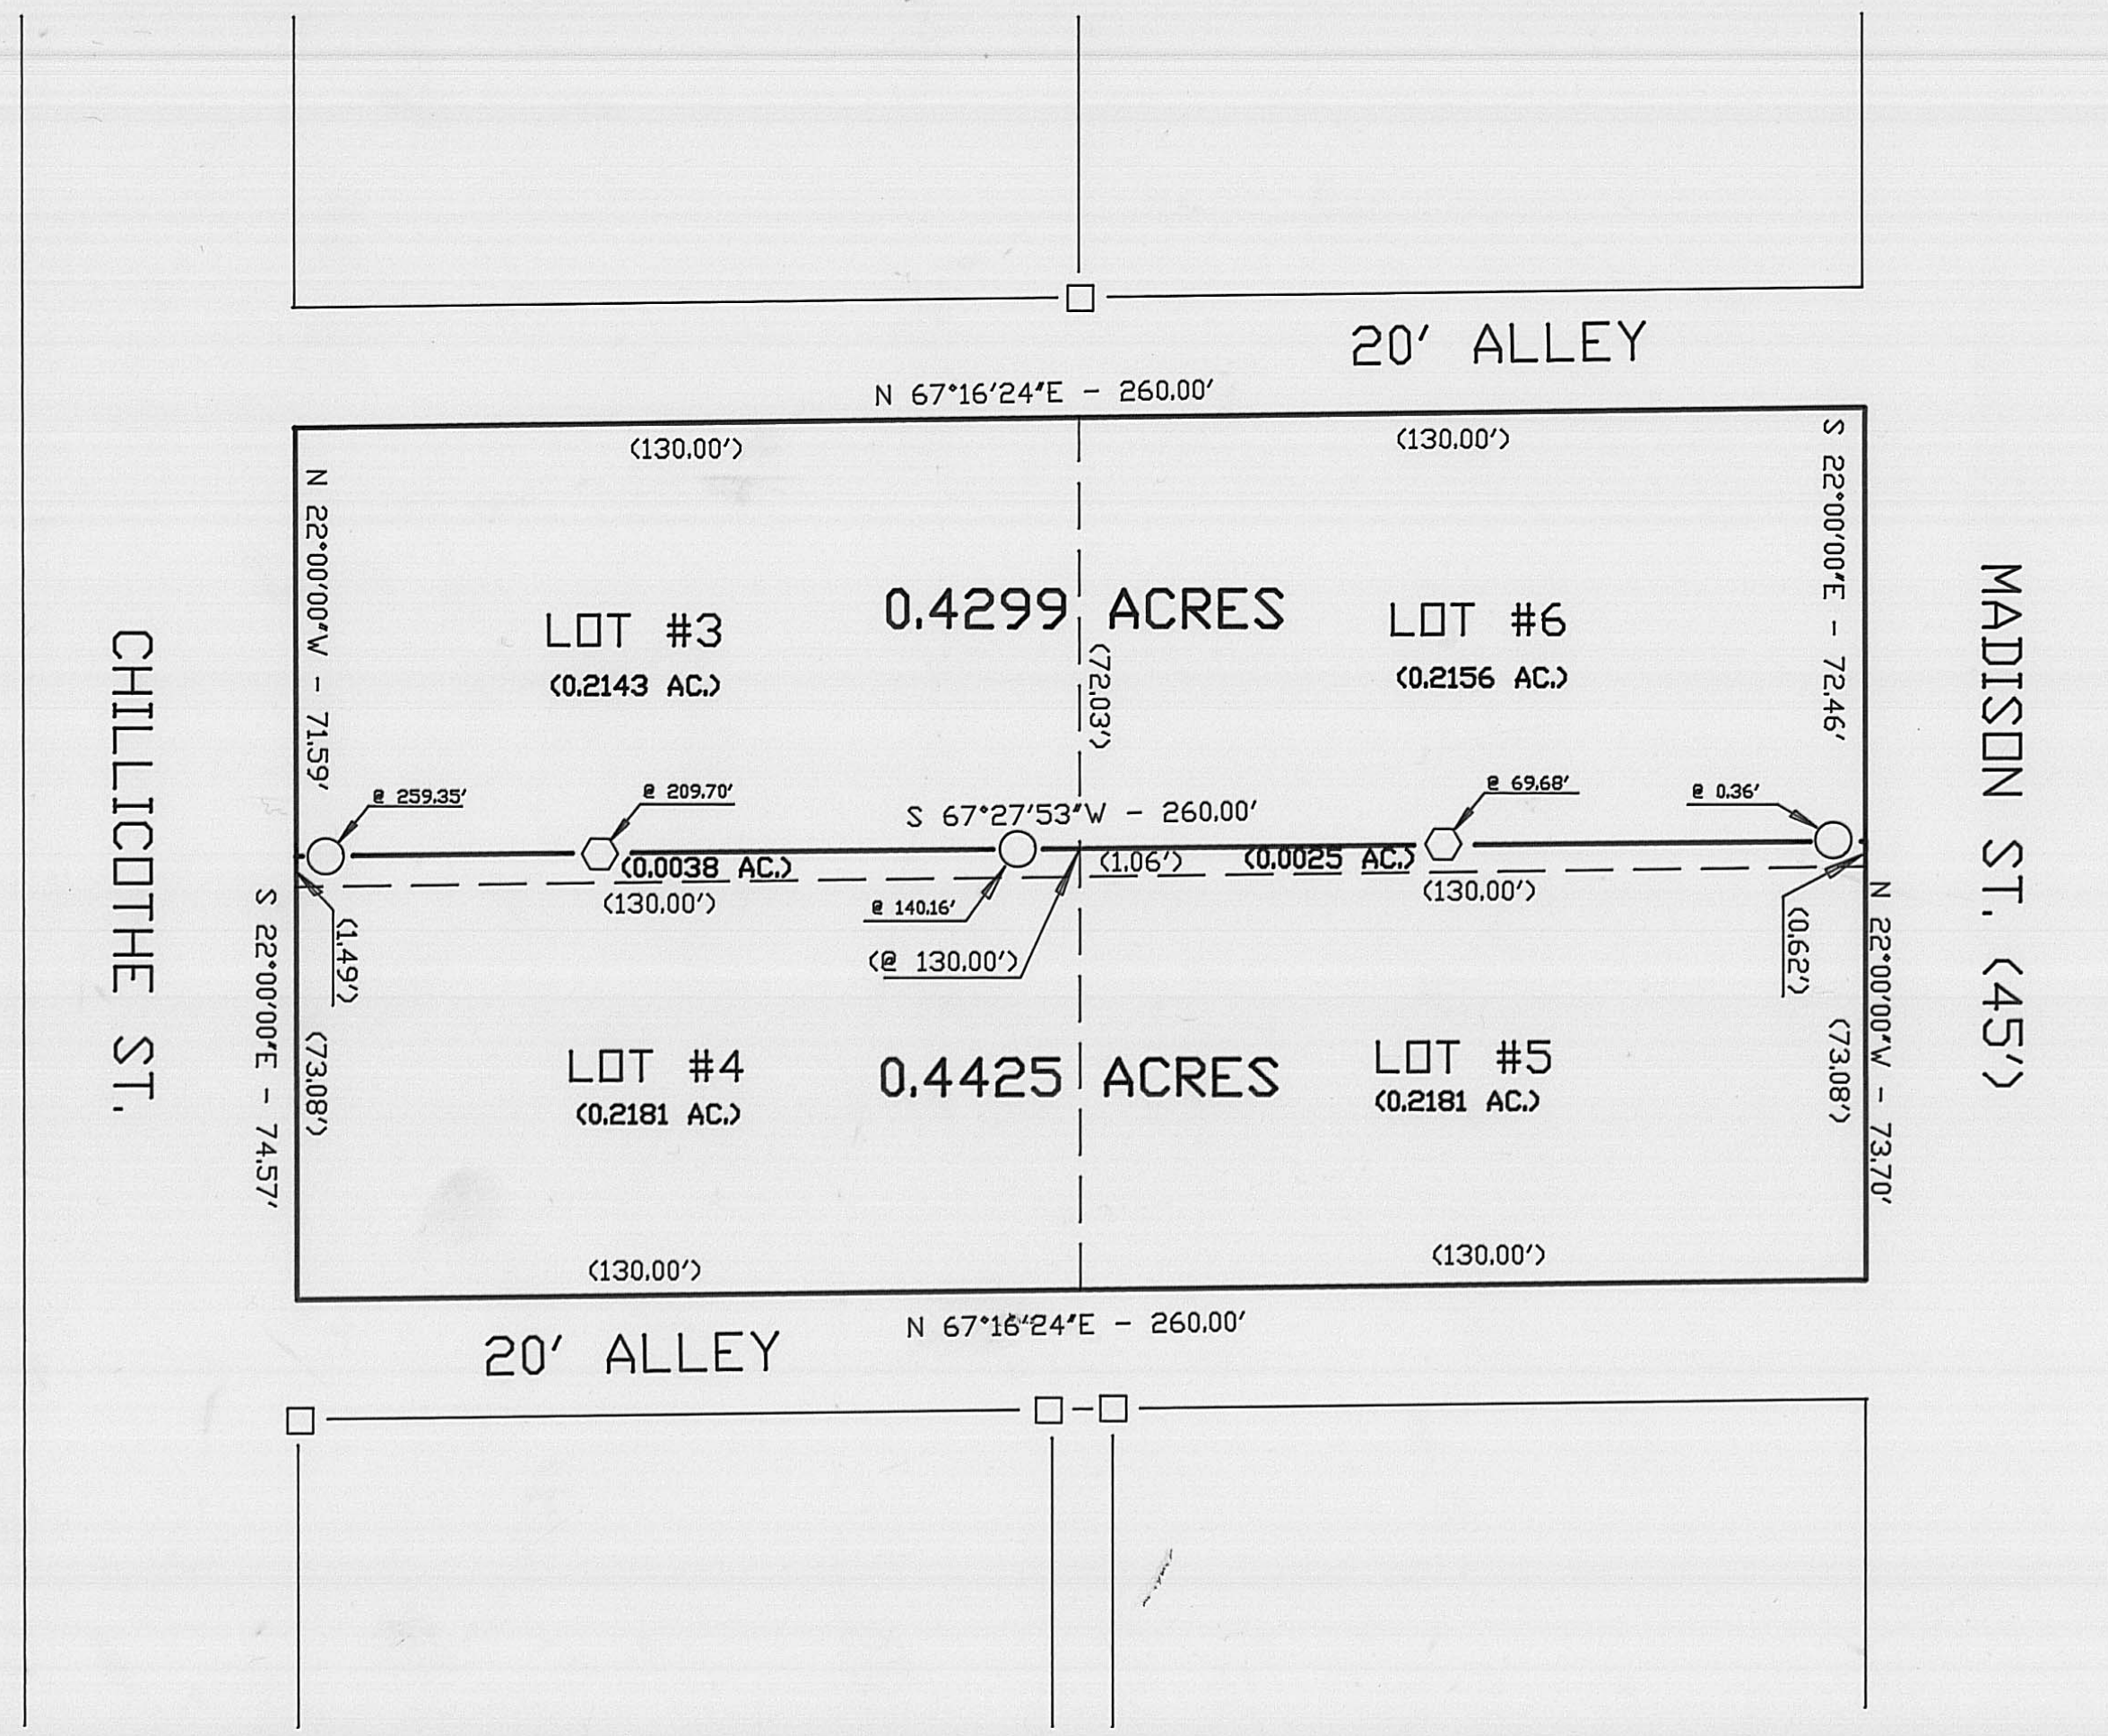 20' ALLEY
N 67°16'24"E - 260.00'
(130.00')
(130.00')
N 22°00'00"W - 71.59'
S 22°00'00"E - 72.46'
0.4299 ACRES
LOT #3
(0.2143 AC.)
LOT #6
(0.2156 AC.)
(72.03')
CHILLICOTHE ST.
MADISON ST. (45')
@ 259.35'
@ 209.70'
@ 69.68'
@ 0.36'
S 67°27'53"W - 260.00'
(0.0038 AC.)
(1.06')
(0.0025 AC.)
(130.00')
(130.00')
@ 140.16'
(@ 130.00')
(1.49')
(0.62')
S 22°00'00"E - 74.57'
(73.08')
N 22°00'00"W - 73.70'
(73.08')
LOT #4
(0.2181 AC.)
0.4425 ACRES
LOT #5
(0.2181 AC.)
(130.00')
(130.00')
N 67°16'24"E - 260.00'
20' ALLEY